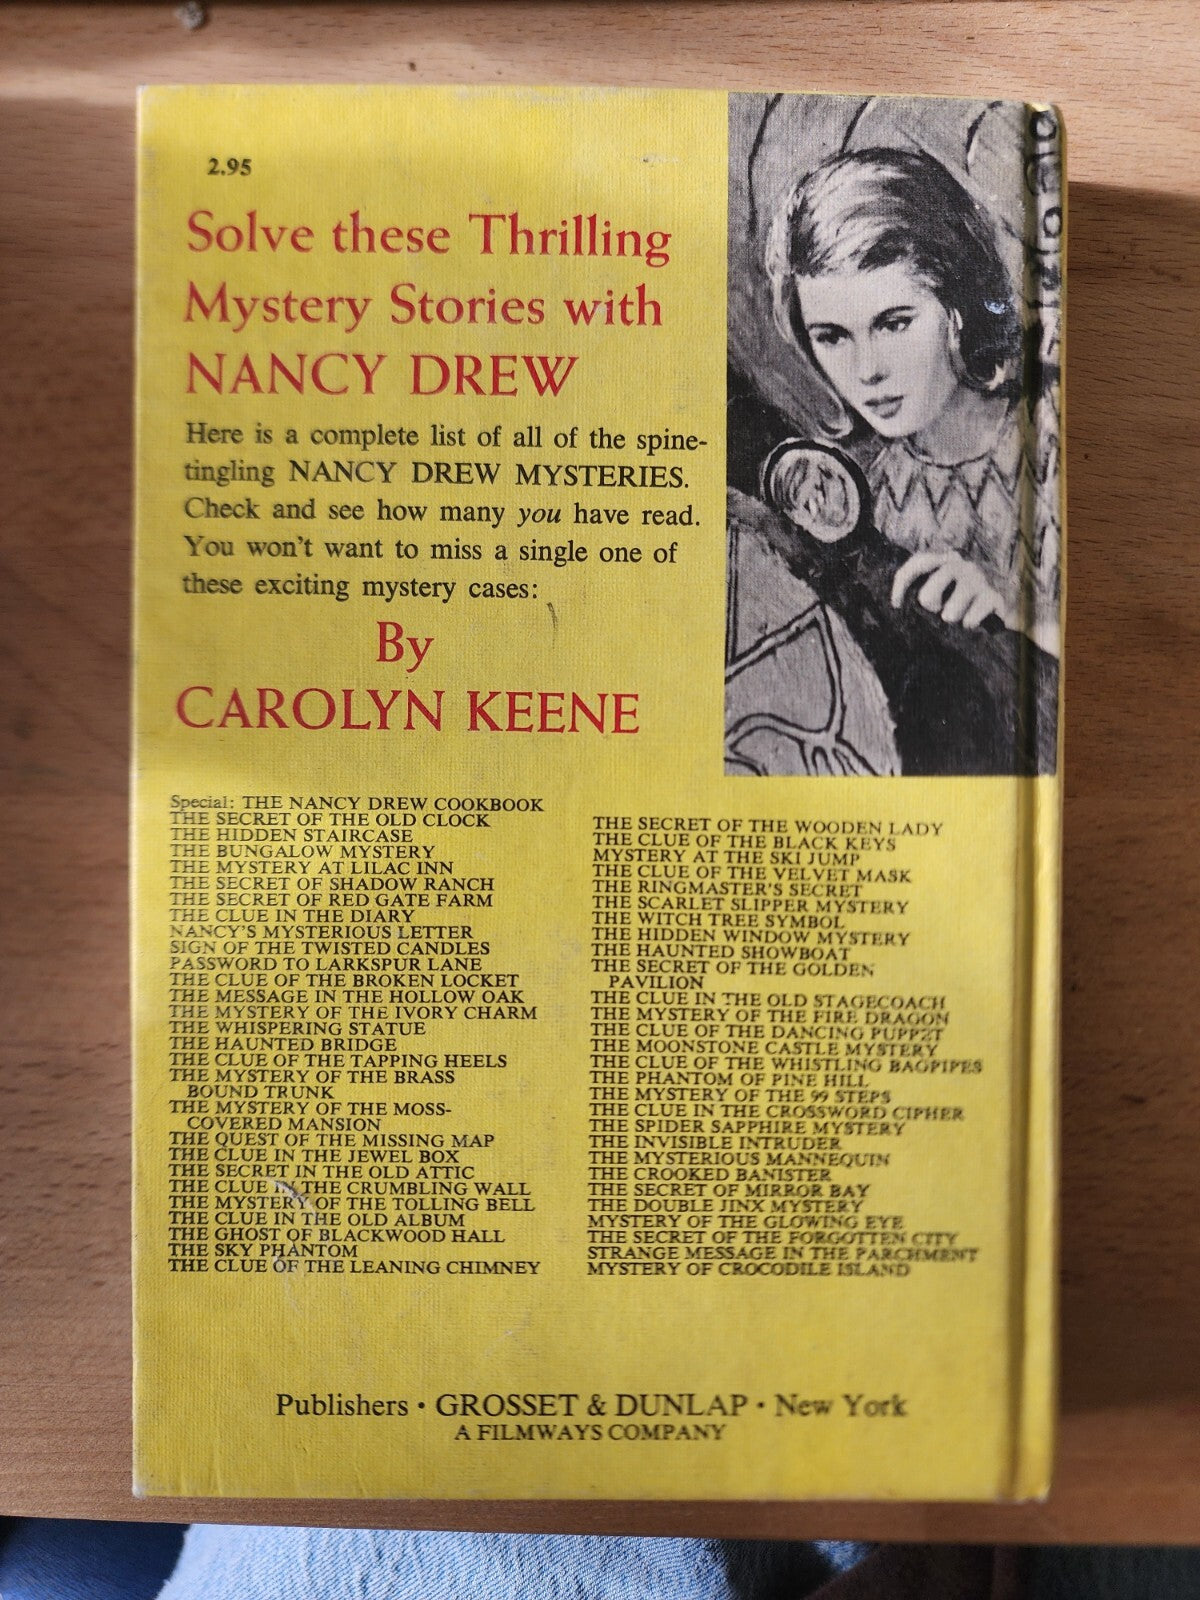 2.95
Solve these Thrilling
Mystery Stories with
NANCY DREW
Here is a complete list of all of the spine-
tingling NANCY DREW MYSTERIES.
Check and see how many you have read.
You won't want to miss a single one of
these exciting mystery cases:
By
CAROLYN KEENE
Special: THE NANCY DREW COOKBOOK
THE SECRET OF THE OLD CLOCK
THE HIDDEN STAIRCASE
THE BUNGALOW MYSTERY
THE MYSTERY AT LILAC INN
THE SECRET OF SHADOW RANCH
THE SECRET OF RED GATE FARM
THE CLUE IN THE DIARY
NANCY'S MYSTERIOUS LETTER
SIGN OF THE TWISTED CANDLES
PASSWORD TO LARKSPUR LANE
THE CLUE OF THE BROKEN LOCKET
THE MESSAGE IN THE HOLLOW OAK
THE MYSTERY OF THE IVORY CHARM
THE WHISPERING STATUE
THE HAUNTED BRIDGE
THE CLUE OF THE TAPPING HEELS
THE MYSTERY OF THE BRASS
BOUND TRUNK
THE MYSTERY OF THE MOSS-
COVERED MANSION
THE QUEST OF THE MISSING MAP
THE CLUE IN THE JEWEL BOX
THE SECRET IN THE OLD ATTIC
THE CLUE IN THE CRUMBLING WALL
THE MYSTERY OF THE TOLLING BELL
THE CLUE IN THE OLD ALBUM
THE GHOST OF BLACKWOOD HALL
THE SKY PHANTOM
THE CLUE OF THE LEANING CHIMNEY
THE SECRET OF THE WOODEN LADY
THE CLUE OF THE BLACK KEYS
MYSTERY AT THE SKI JUMP
THE CLUE OF THE VELVET MASK
THE RINGMASTER'S SECRET
THE SCARLET SLIPPER MYSTERY
THE WITCH TREE SYMBOL
THE HIDDEN WINDOW MYSTERY
THE HAUNTED SHOWBOAT
THE SECRET OF THE GOLDEN
PAVILION
THE CLUE IN THE OLD STAGECOACH
THE MYSTERY OF THE FIRE DRAGON
THE CLUE OF THE DANCING PUPPET
THE MOONSTONE CASTLE MYSTERY
THE CLUE OF THE WHISTLING BAGPIPES
THE PHANTOM OF PINE HILL
THE MYSTERY OF THE 99 STEPS
THE CLUE IN THE CROSSWORD CIPHER
THE SPIDER SAPPHIRE MYSTERY
THE INVISIBLE INTRUDER
THE MYSTERIOUS MANNEQUIN
THE CROOKED BANISTER
THE SECRET OF MIRROR BAY
THE DOUBLE JINX MYSTERY
MYSTERY OF THE GLOWING EYE
THE SECRET OF THE FORGOTTEN CITY
STRANGE MESSAGE IN THE PARCHMENT
MYSTERY OF CROCODILE ISLAND
Publishers · GROSSET & DUNLAP · New York
A FILMWAYS COMPANY